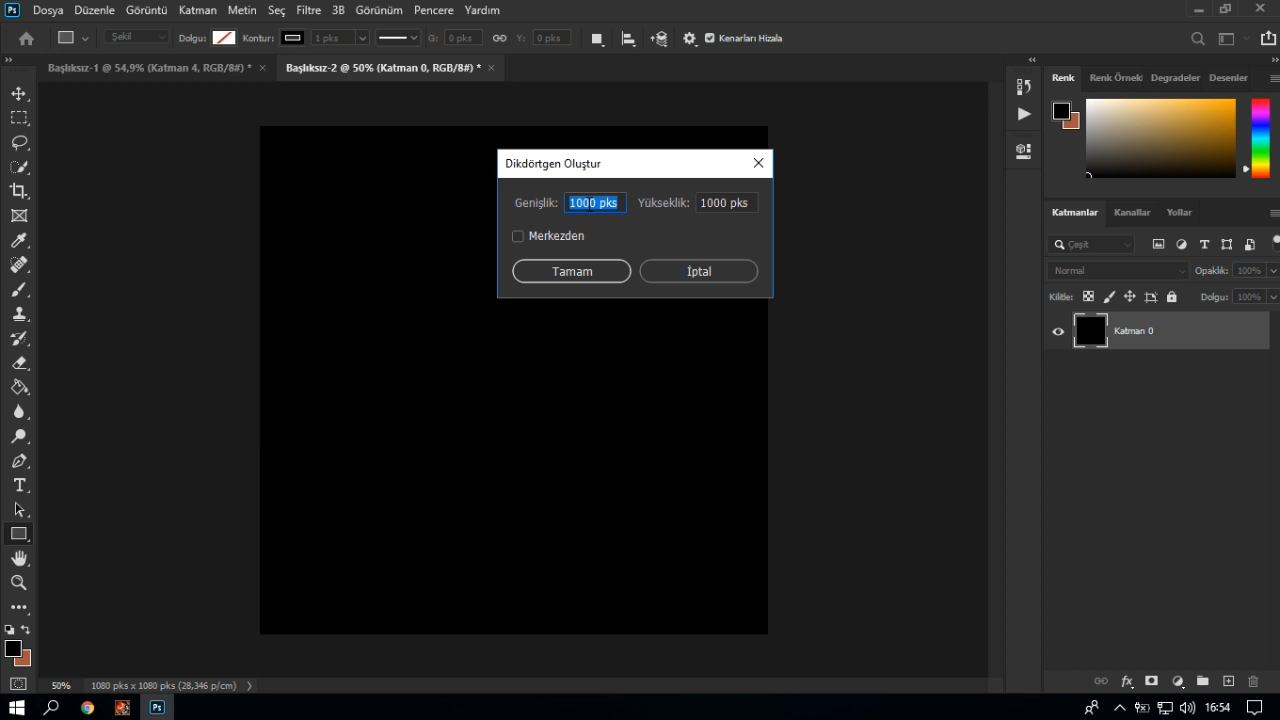 Ps Dosya Düzenle Görüntü Katman Metin Seç Filtre 3B Görünüm Pencere Yardım
Şekil Dolgu: Kontur: 1 pks G: 0 pks Y: 0 pks Kenarları Hizala
Başlıksız-1 @ 54,9% (Katman 4, RGB/8#) * Başlıksız-2 @ 50% (Katman 0, RGB/8#) *
Renk Renk Örnekl Degradeler Desenler
Dikdörtgen Oluştur
Genişlik: 1000 pks Yükseklik: 1000 pks
Merkezden
Tamam İptal
Katmanlar Kanallar Yollar
Çeşit
Normal Opaklık: 100%
Kilitle: Dolgu: 100%
Katman 0
50% 1080 pks x 1080 pks (28,346 p/cm)
fx
Ps 16:54